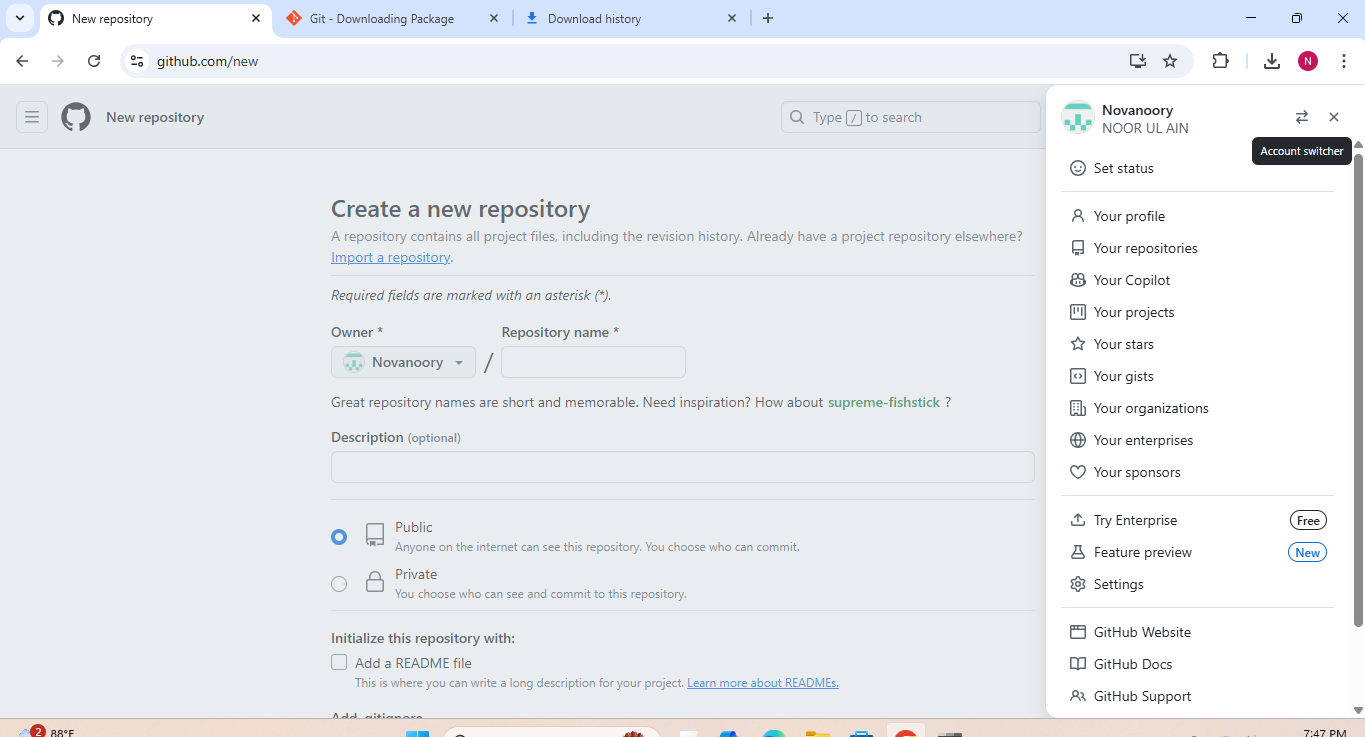 New repository
Git - Downloading Package
Download history
github.com/new
N
New repository
Type / to search
Novanoory
NOOR UL AIN
Account switcher
Set status
Your profile
Your repositories
Your Copilot
Your projects
Your stars
Your gists
Your organizations
Your enterprises
Your sponsors
Try Enterprise
Free
Feature preview
New
Settings
GitHub Website
GitHub Docs
GitHub Support
Create a new repository
A repository contains all project files, including the revision history. Already have a project repository elsewhere?
Import a repository.
Required fields are marked with an asterisk (*).
Owner *
Repository name *
Novanoory
/
Great repository names are short and memorable. Need inspiration? How about supreme-fishstick ?
Description (optional)
Public
Anyone on the internet can see this repository. You choose who can commit.
Private
You choose who can see and commit to this repository.
Initialize this repository with:
Add a README file
This is where you can write a long description for your project. Learn more about READMEs.
Add .gitignore
2
88°F
7:47 PM